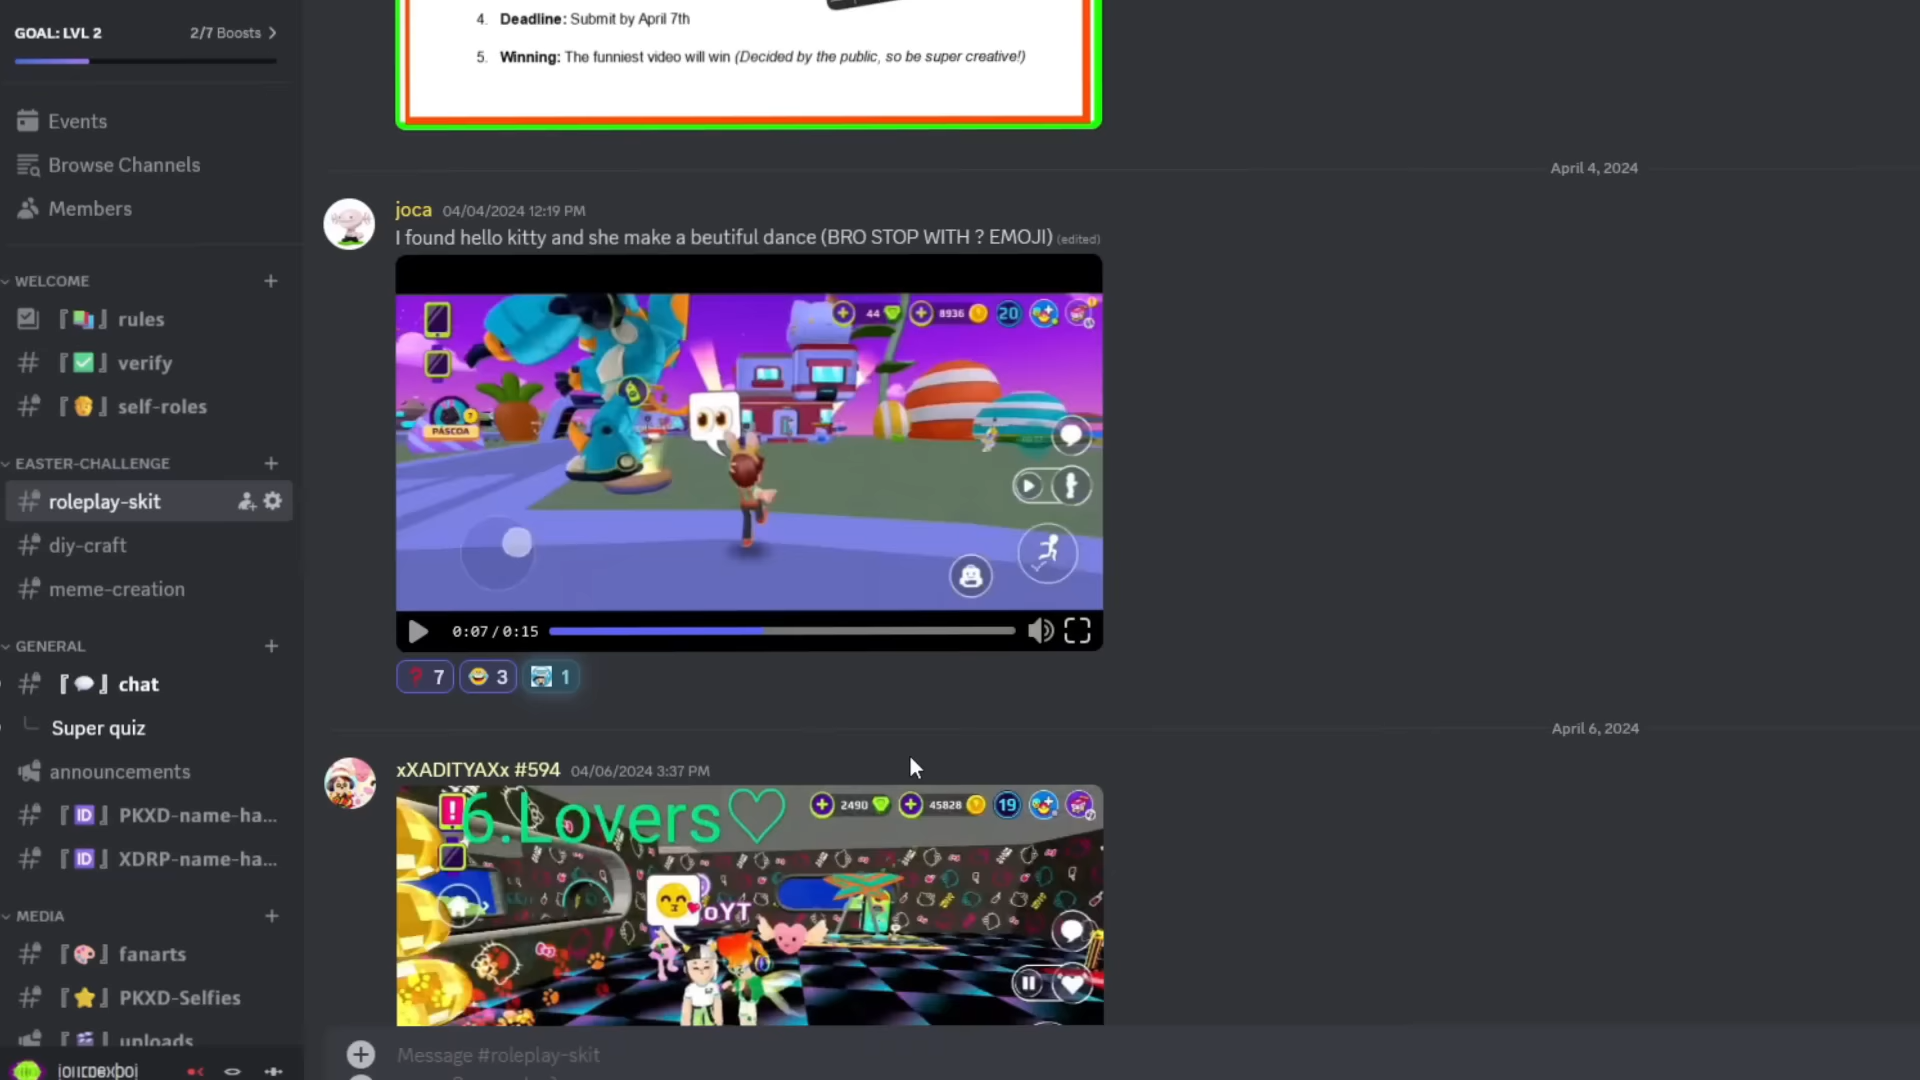 GOAL: LVL 2
2/7 Boosts
Events
Browse Channels
Members
WELCOME
rules
verify
self-roles
EASTER-CHALLENGE
roleplay-skit
diy-craft
meme-creation
GENERAL
chat
Super quiz
announcements
PKXD-name-ha...
XDRP-name-ha...
MEDIA
fanarts
PKXD-Selfies
uploads
4. Deadline: Submit by April 7th
5. Winning: The funniest video will win (Decided by the public, so be super creative!)
April 4, 2024
joca 04/04/2024 12:19 PM
I found hello kitty and she make a beutiful dance (BRO STOP WITH ? EMOJI) (edited)
44 8936 20
PÁSCOA
0:07 / 0:15
7 3 1
April 6, 2024
xXADITYAXx #594 04/06/2024 3:37 PM
6.Lovers♡
2490 45828 19
oYT
Message #roleplay-skit